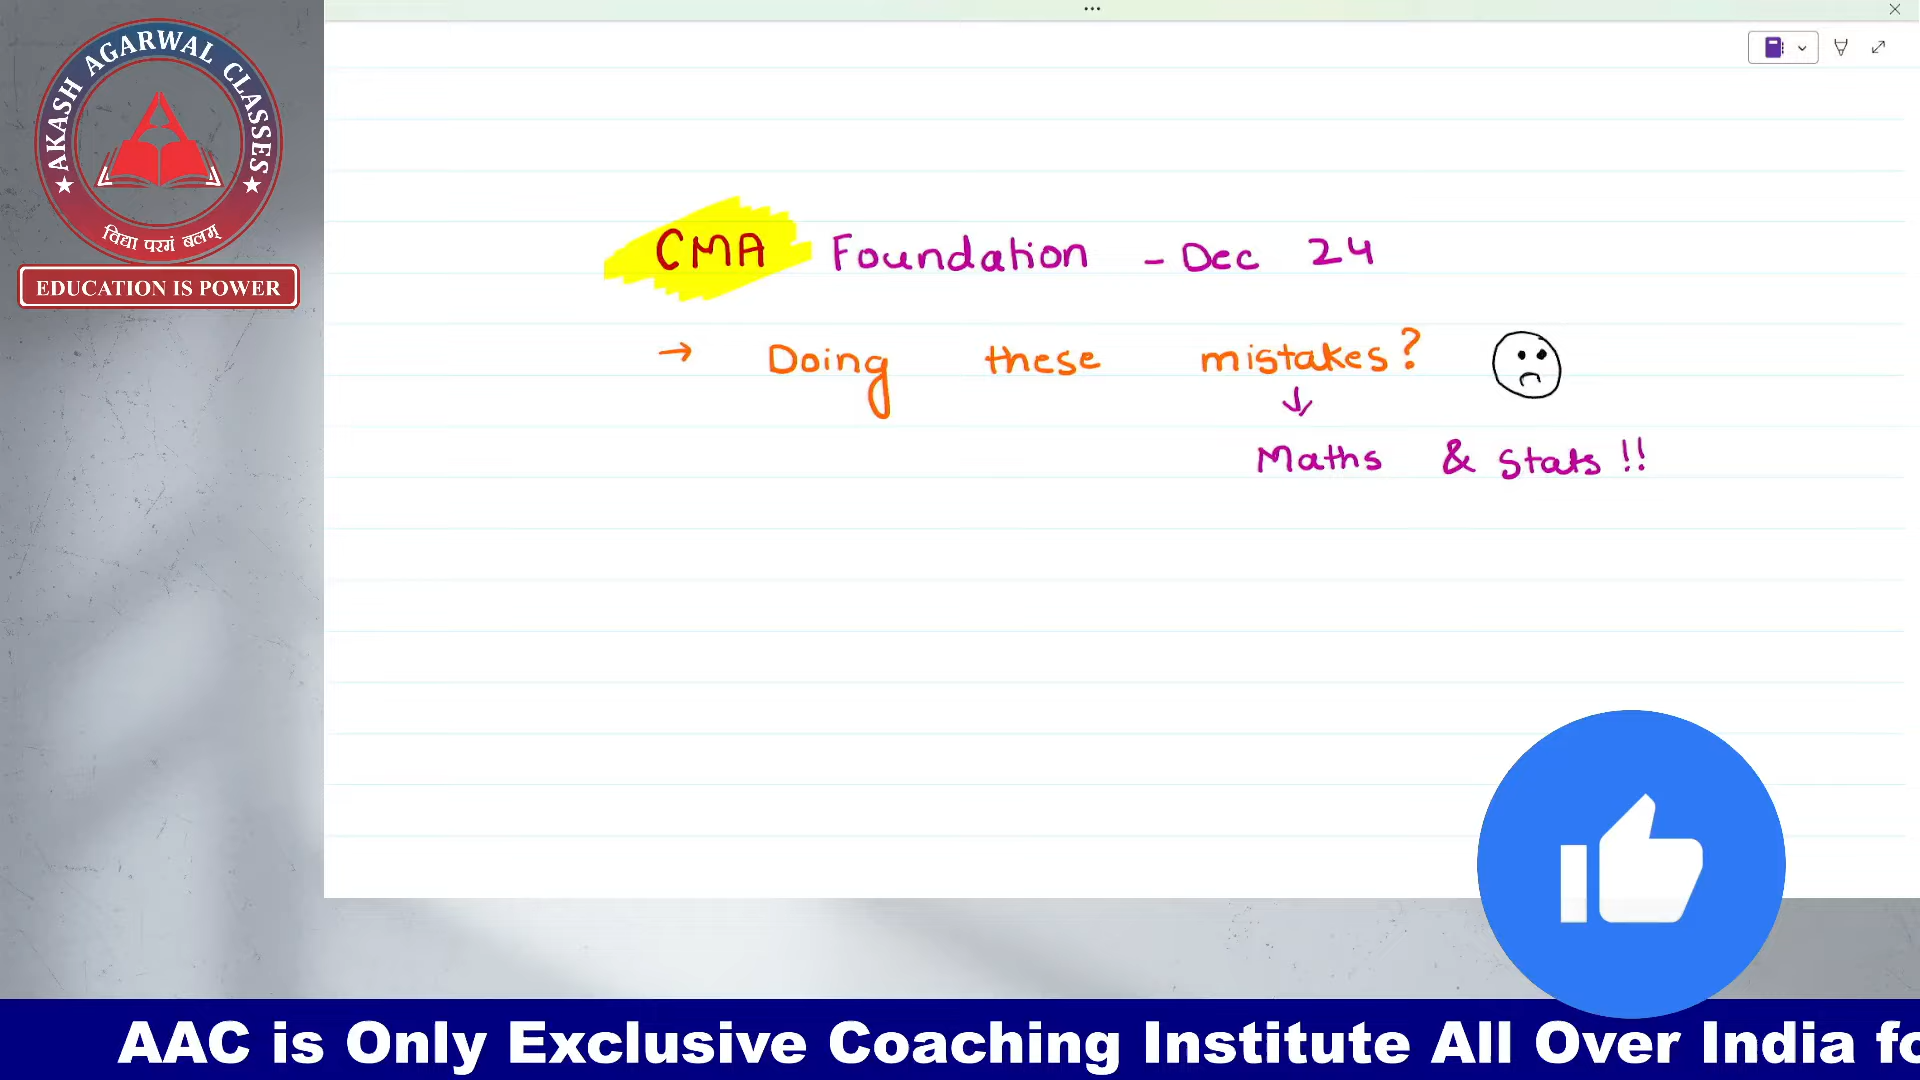 AKASH AGARWAL CLASSES
विद्या परमं बलम्
EDUCATION IS POWER
CMA Foundation - Dec 24
→ Doing these mistakes?
↓
Maths & Stats !!
AAC is Only Exclusive Coaching Institute All Over India fo